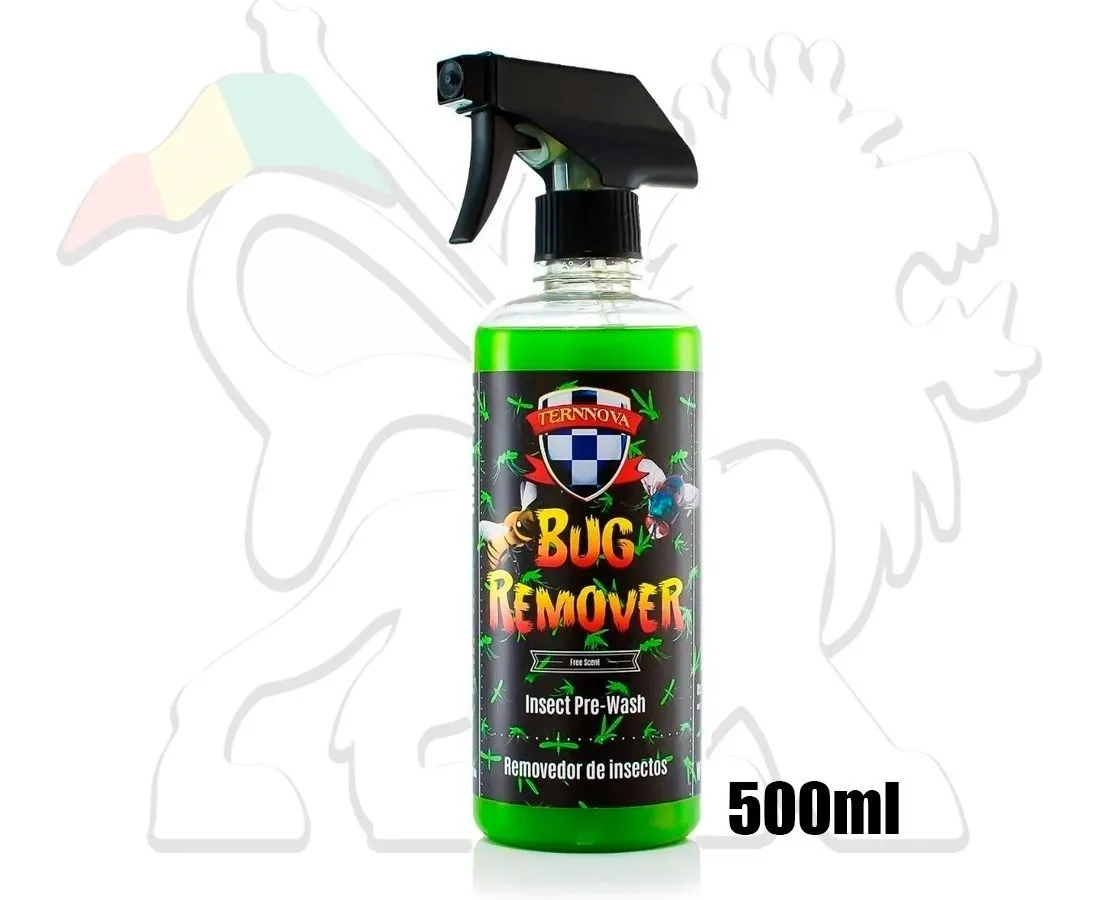 TERNNOVA
BUG
REMOVER
Free Scent
Insect Pre-Wash
Removedor de insectos
500ml